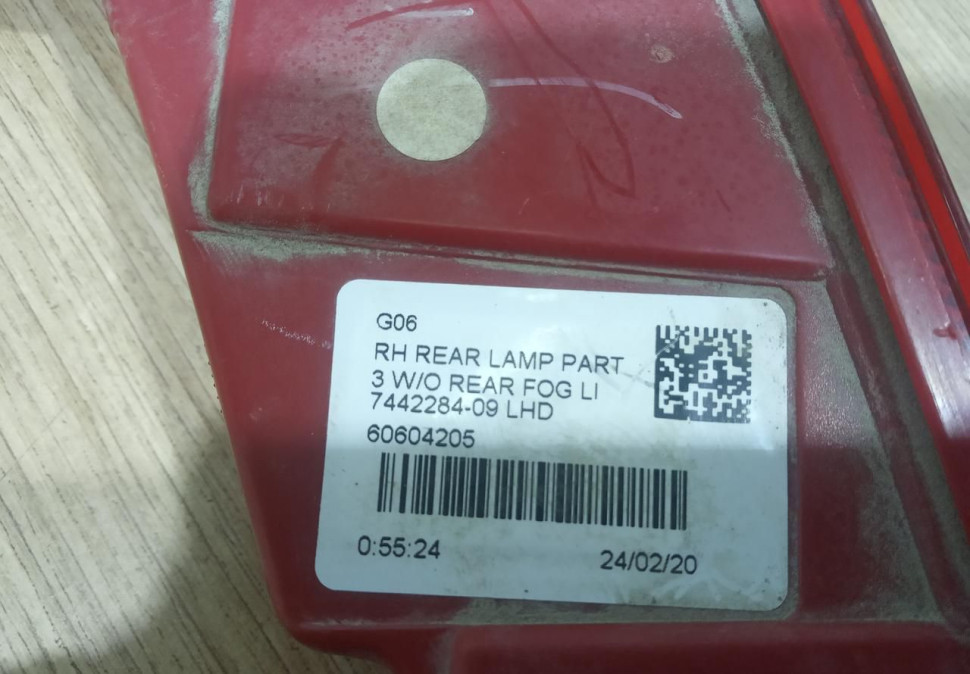 G06
RH REAR LAMP PART
3 W/O REAR FOG LI
7442284-09 LHD
60604205
0:55:24
24/02/20